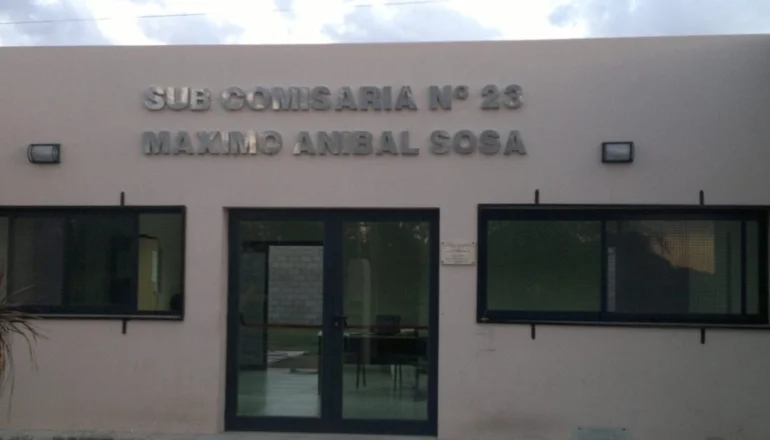 SUB COMISARIA Nº 23
MAXIMO ANIBAL SOSA